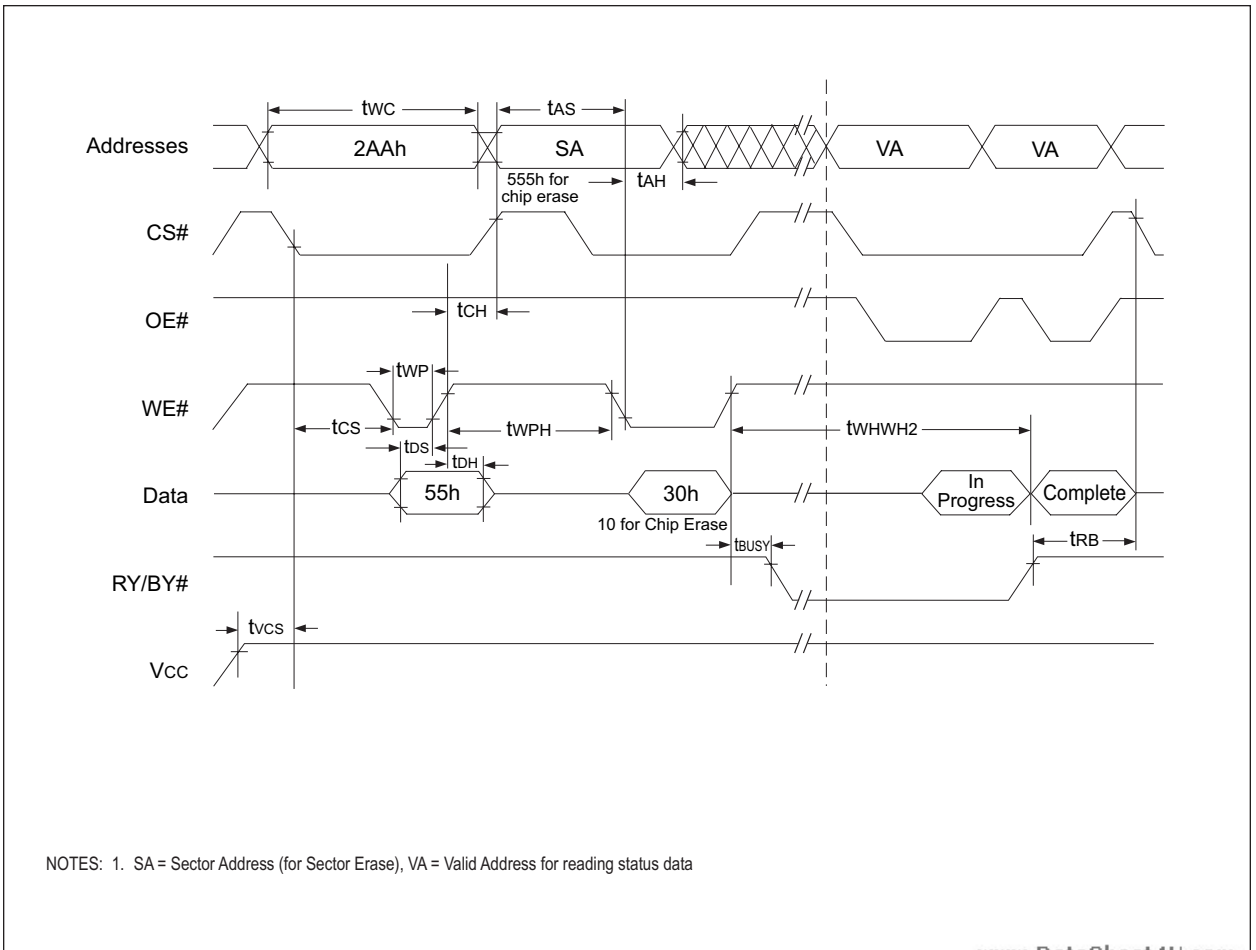 tWC
tAS
Addresses
2AAh
SA
VA
VA
555h for
chip erase
tAH
CS#
OE#
tCH
tWP
WE#
tCS
tWPH
tWHWH2
tDS
tDH
Data
55h
30h
In
Progress
Complete
10 for Chip Erase
tBUSY
tRB
RY/BY#
tVCS
VCC
NOTES: 1. SA = Sector Address (for Sector Erase), VA = Valid Address for reading status data